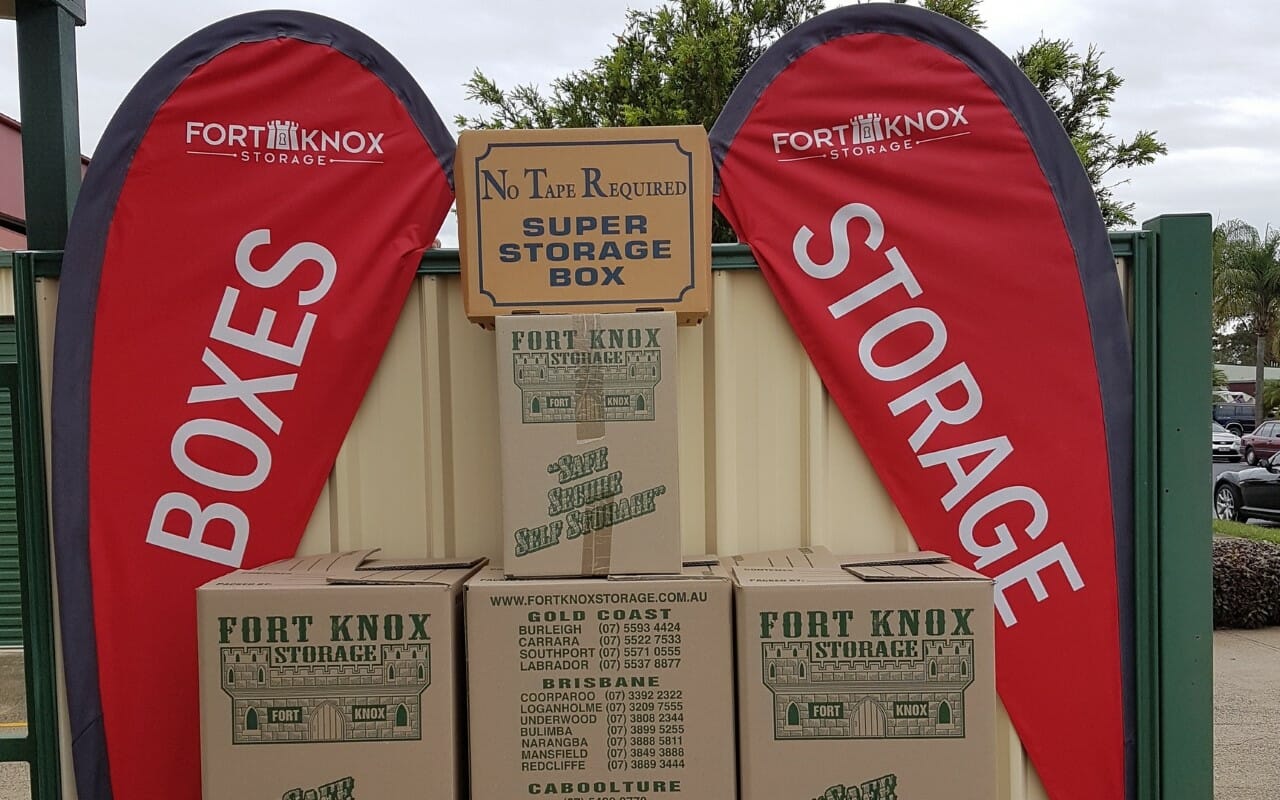 FORT KNOX
STORAGE
BOXES
FORT KNOX
STORAGE
STORAGE
No Tape Required
SUPER
STORAGE
BOX
FORT KNOX
STORAGE
FORT KNOX
"SAFE
SECURE
SELF STORAGE"
FORT KNOX
STORAGE
FORT KNOX
SAFE
WWW.FORTKNOXSTORAGE.COM.AU
GOLD COAST
BURLEIGH (07) 5593 4424
CARRARA (07) 5522 7533
SOUTHPORT (07) 5571 0555
LABRADOR (07) 5537 8877
BRISBANE
COORPAROO (07) 3392 2322
LOGANHOLME (07) 3209 7555
UNDERWOOD (07) 3808 2344
BULIMBA (07) 3899 5255
NARANGBA (07) 3888 5811
MANSFIELD (07) 3849 3888
REDCLIFFE (07) 3889 3444
CABOOLTURE
PACKED BY:
FORT KNOX
STORAGE
FORT KNOX
"SAFE